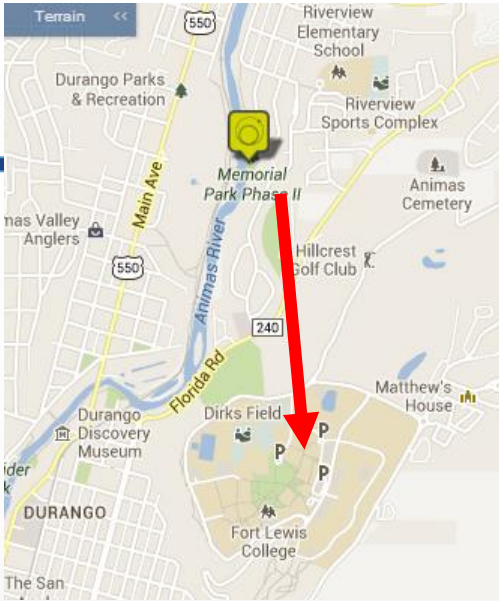 Terrain <<
550
Riverview
Elementary
School
Durango Parks
& Recreation
Riverview
Sports Complex
Memorial
Park Phase II
Animas
Cemetery
Main Ave
mas Valley
Anglers
550
Animas River
Hillcrest
Golf Club
240
Florida Rd
Matthew's
House
Dirks Field
P
P
P
Durango
Discovery
Museum
ider
k
DURANGO
Fort Lewis
College
The San